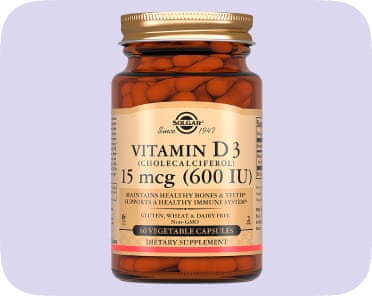 SOLGAR
Since 1947
VITAMIN D3
(CHOLECALCIFEROL)
15 mcg (600 IU)
MAINTAINS HEALTHY BONES & TEETH*
SUPPORTS A HEALTHY IMMUNE SYSTEM*
GLUTEN, WHEAT & DAIRY FREE
Non-GMO
60 VEGETABLE CAPSULES
DIETARY SUPPLEMENT